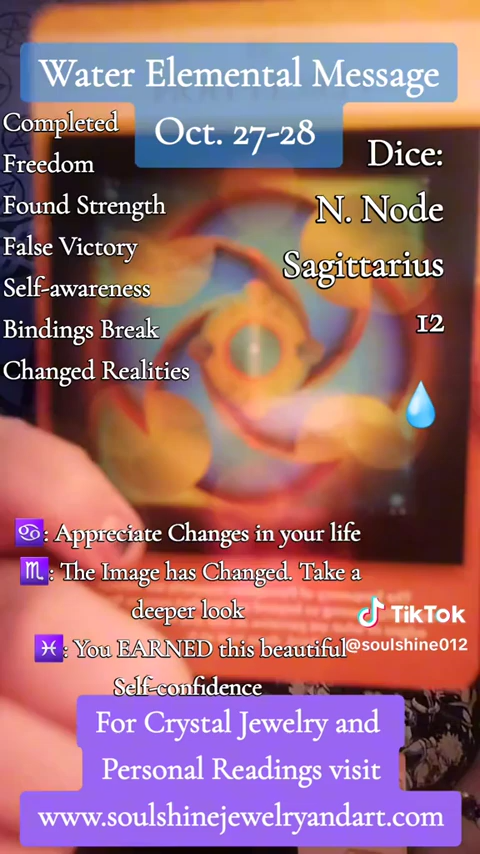 Water Elemental Message
Oct. 27-28
Completed
Freedom
Found Strength
False Victory
Self-awareness
Bindings Break
Changed Realities
Dice:
N. Node
Sagittarius
12
♋: Appreciate Changes in your life
♏: The Image has Changed. Take a
deeper look
♓: You EARNED this beautiful
Self-confidence
TikTok
@soulshine012
For Crystal Jewelry and
Personal Readings visit
www.soulshinejewelryandart.com